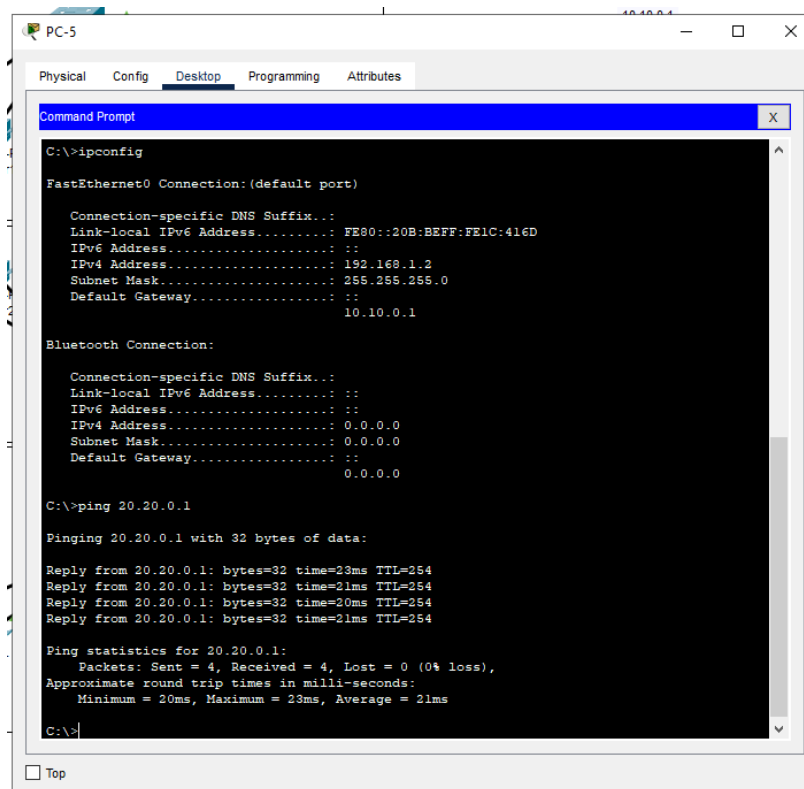 10.10.0.1
PC-5
Physical Config Desktop Programming Attributes
Command Prompt X
C:\>ipconfig
FastEthernet0 Connection:(default port)
Connection-specific DNS Suffix..:
Link-local IPv6 Address.........: FE80::20B:BEFF:FE1C:416D
IPv6 Address....................: ::
IPv4 Address....................: 192.168.1.2
Subnet Mask.....................: 255.255.255.0
Default Gateway.................: ::
10.10.0.1
Bluetooth Connection:
Connection-specific DNS Suffix..:
Link-local IPv6 Address.........: ::
IPv6 Address....................: ::
IPv4 Address....................: 0.0.0.0
Subnet Mask.....................: 0.0.0.0
Default Gateway.................: ::
0.0.0.0
C:\>ping 20.20.0.1
Pinging 20.20.0.1 with 32 bytes of data:
Reply from 20.20.0.1: bytes=32 time=23ms TTL=254
Reply from 20.20.0.1: bytes=32 time=21ms TTL=254
Reply from 20.20.0.1: bytes=32 time=20ms TTL=254
Reply from 20.20.0.1: bytes=32 time=21ms TTL=254
Ping statistics for 20.20.0.1:
Packets: Sent = 4, Received = 4, Lost = 0 (0% loss),
Approximate round trip times in milli-seconds:
Minimum = 20ms, Maximum = 23ms, Average = 21ms
C:\>
Top